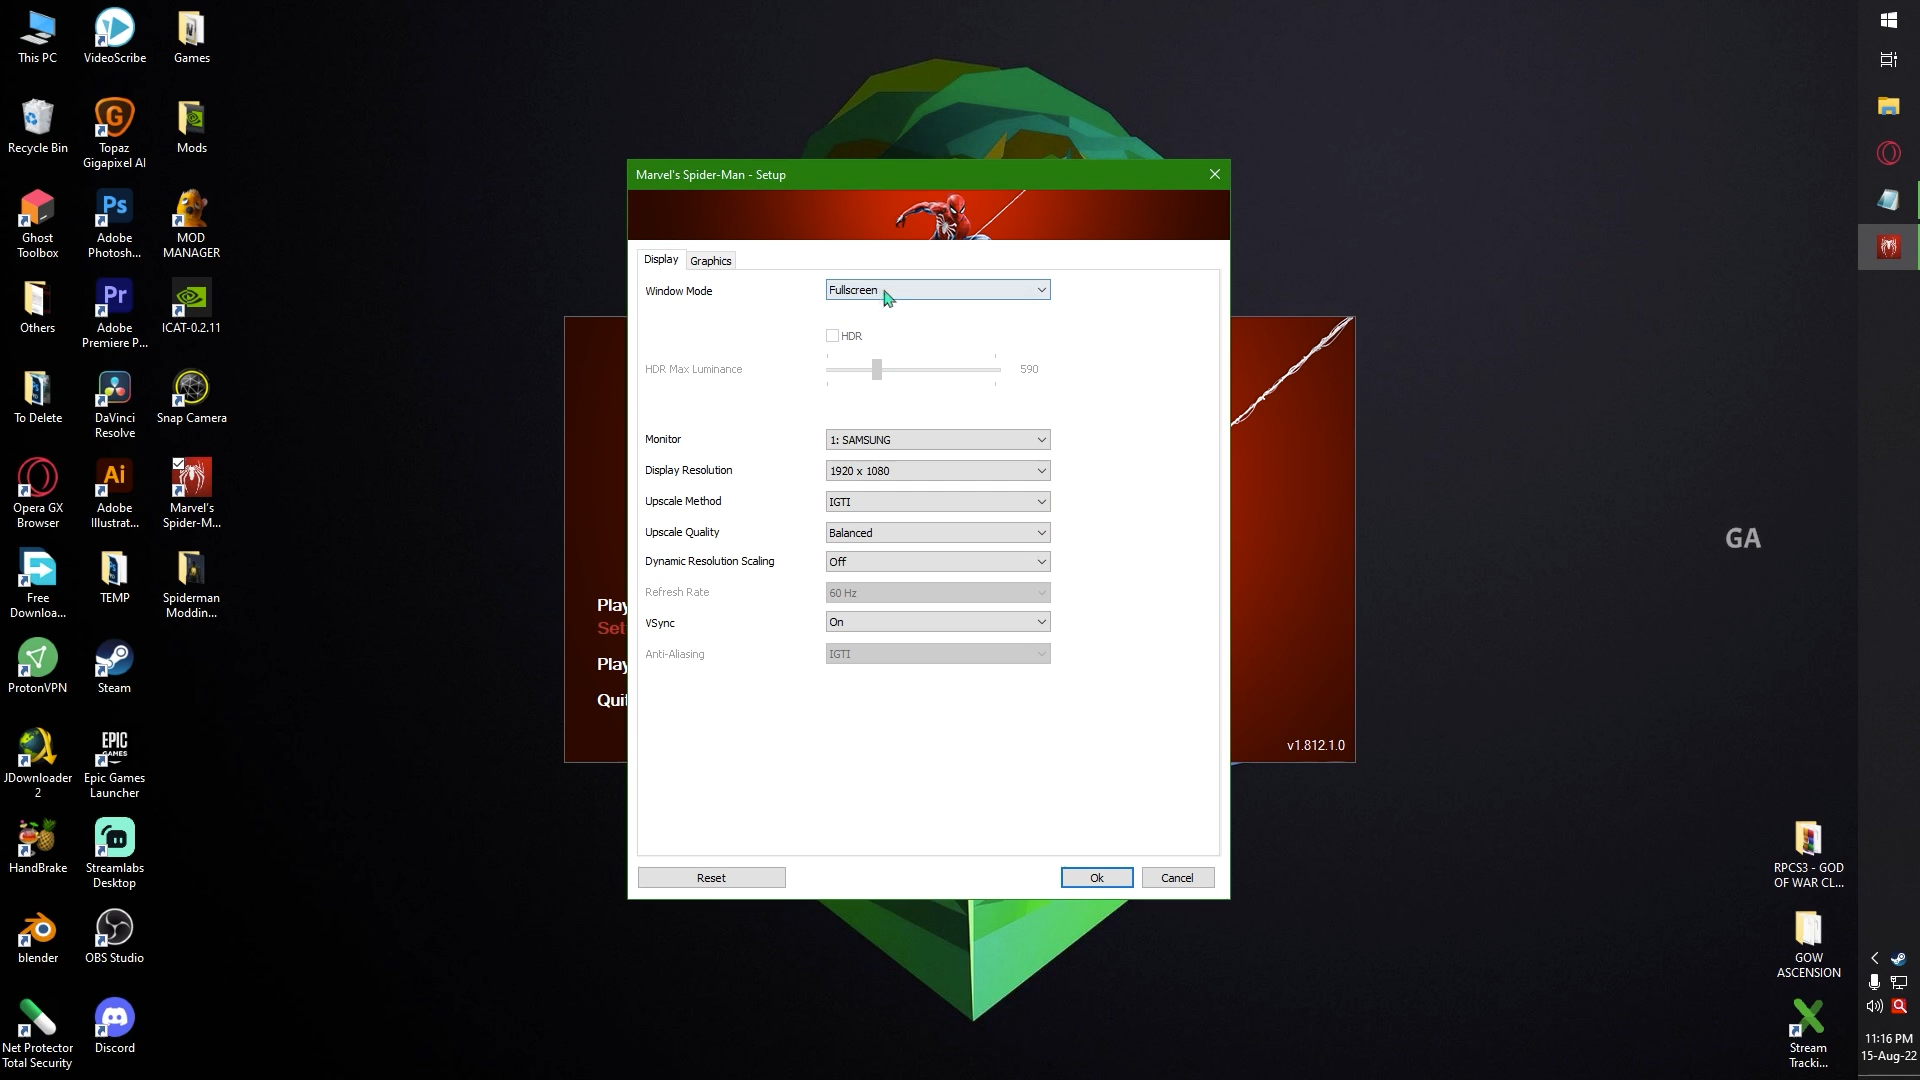 This PC
VideoScribe
Games
Recycle Bin
Topaz
Gigapixel AI
Mods
Ghost
Toolbox
Ps
Adobe
Photosh...
MOD
MANAGER
Others
Pr
Adobe
Premiere P...
ICAT-0.2.11
To Delete
DaVinci
Resolve
Snap Camera
Opera GX
Browser
Ai
Adobe
Illustrat...
Marvel's
Spider-M...
Free
Downloa...
TEMP
Spiderman
Moddin...
ProtonVPN
Steam
JDownloader
2
EPIC
GAMES
Epic Games
Launcher
HandBrake
Streamlabs
Desktop
blender
OBS Studio
Net Protector
Total Security
Discord
Marvel's Spider-Man - Setup
Display
Graphics
Window Mode
Fullscreen
HDR
HDR Max Luminance
590
Monitor
1: SAMSUNG
Display Resolution
1920 x 1080
Upscale Method
IGTI
Upscale Quality
Balanced
Dynamic Resolution Scaling
Off
Refresh Rate
60 Hz
VSync
On
Anti-Aliasing
IGTI
Reset
Ok
Cancel
Play
Set
Play
Quit
v1.812.1.0
GA
RPCS3 - GOD
OF WAR CL...
GOW
ASCENSION
Stream
Tracki...
11:16 PM
15-Aug-22